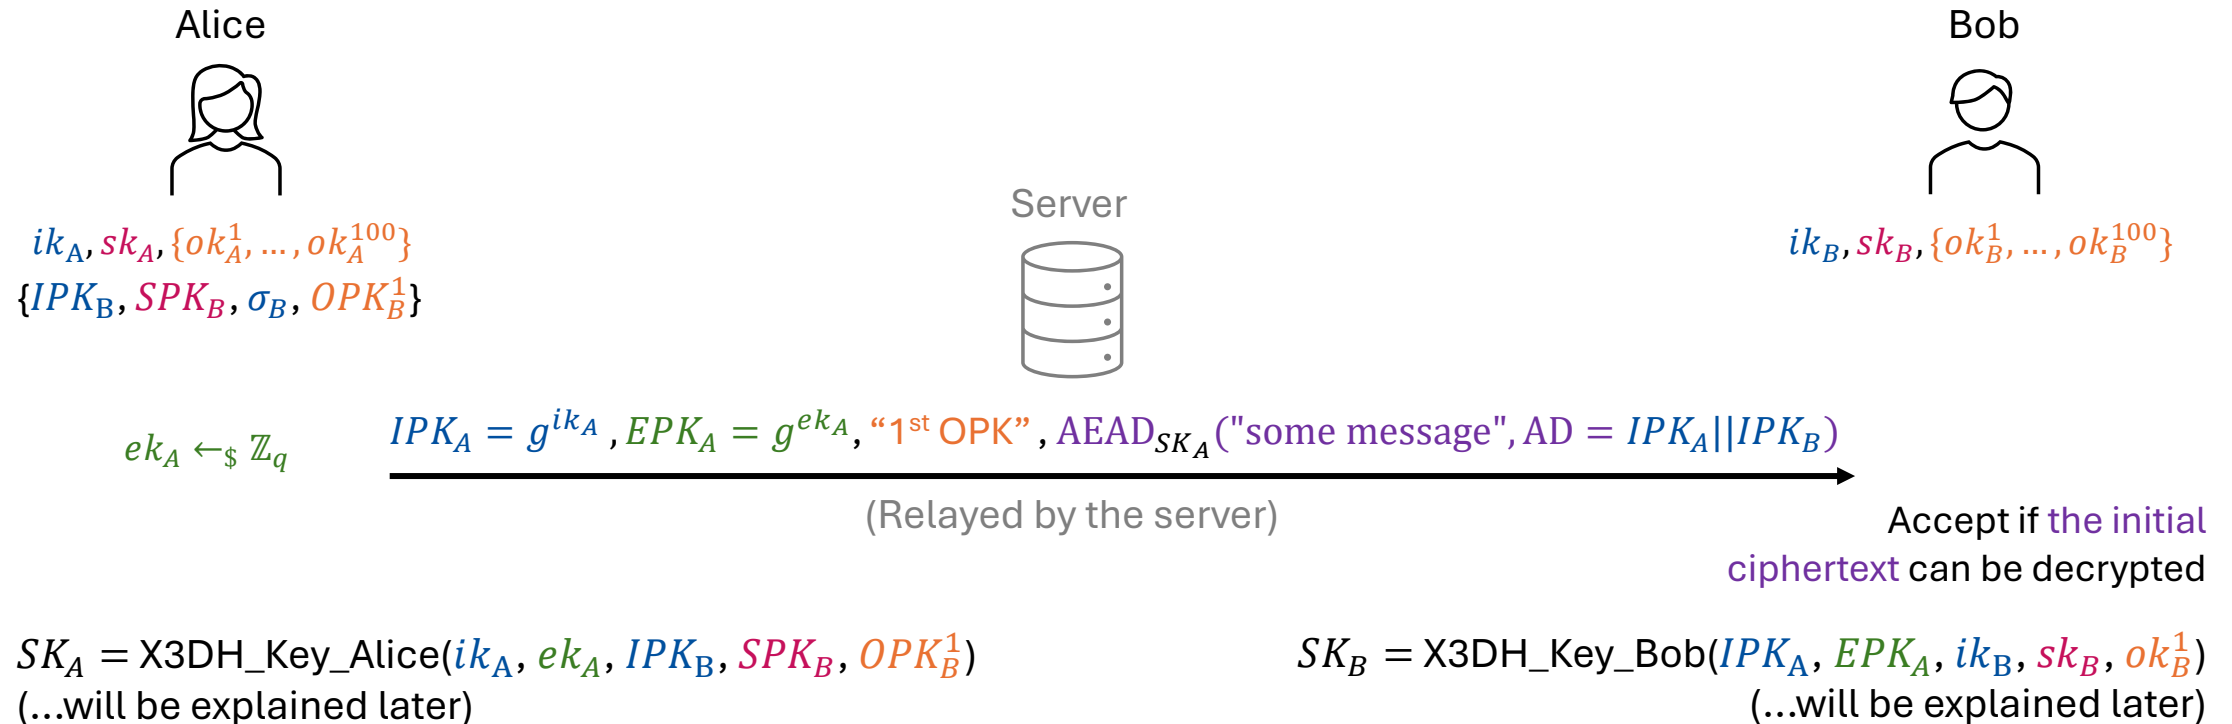 Alice
Bob
Server
ik_A, sk_A, {ok_A^1, …, ok_A^100}
{IPK_B, SPK_B, σ_B, OPK_B^1}
ik_B, sk_B, {ok_B^1, …, ok_B^100}
ek_A ←_$ ℤ_q
IPK_A = g^{ik_A}, EPK_A = g^{ek_A}, “1st OPK”, AEAD_{SK_A}("some message", AD = IPK_A||IPK_B)
(Relayed by the server)
Accept if the initial
ciphertext can be decrypted
SK_A = X3DH_Key_Alice(ik_A, ek_A, IPK_B, SPK_B, OPK_B^1)
(...will be explained later)
SK_B = X3DH_Key_Bob(IPK_A, EPK_A, ik_B, sk_B, ok_B^1)
(...will be explained later)